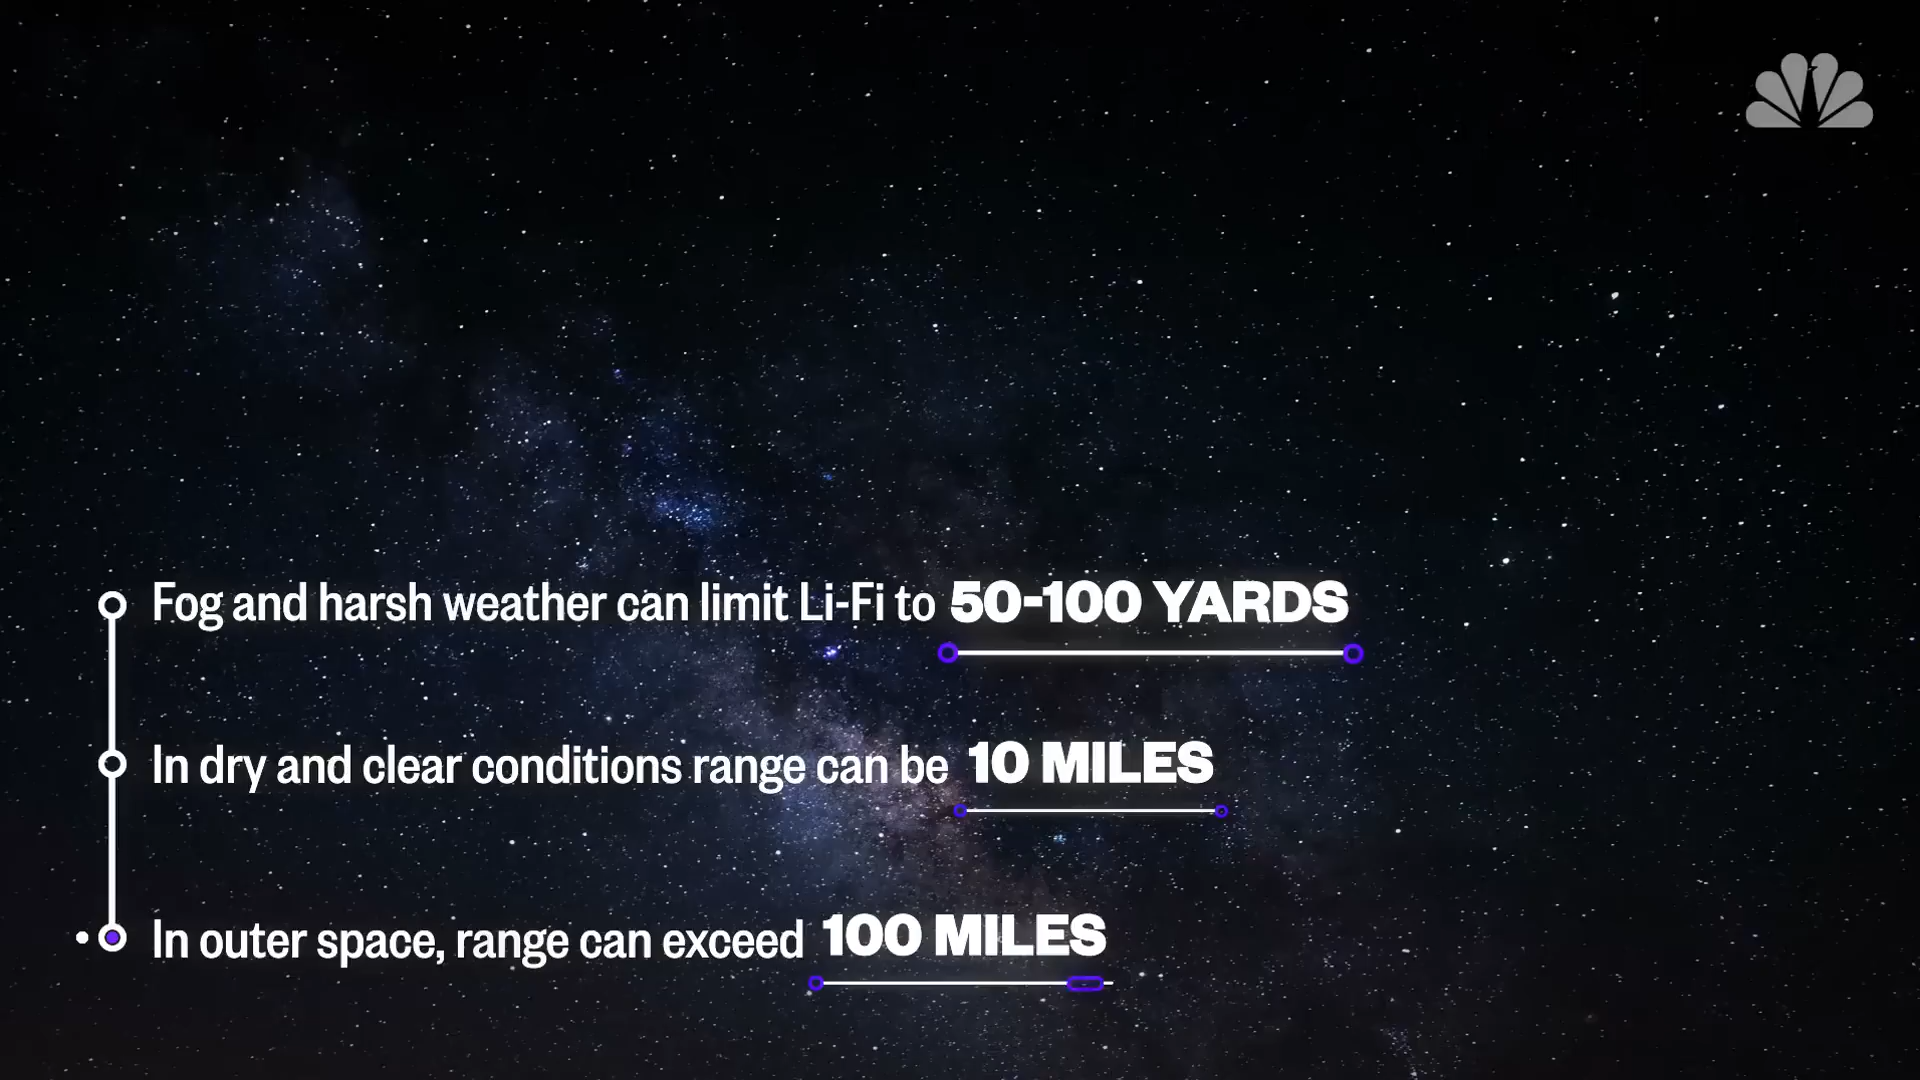 Fog and harsh weather can limit Li-Fi to 50-100 YARDS
In dry and clear conditions range can be 10 MILES
In outer space, range can exceed 100 MILES